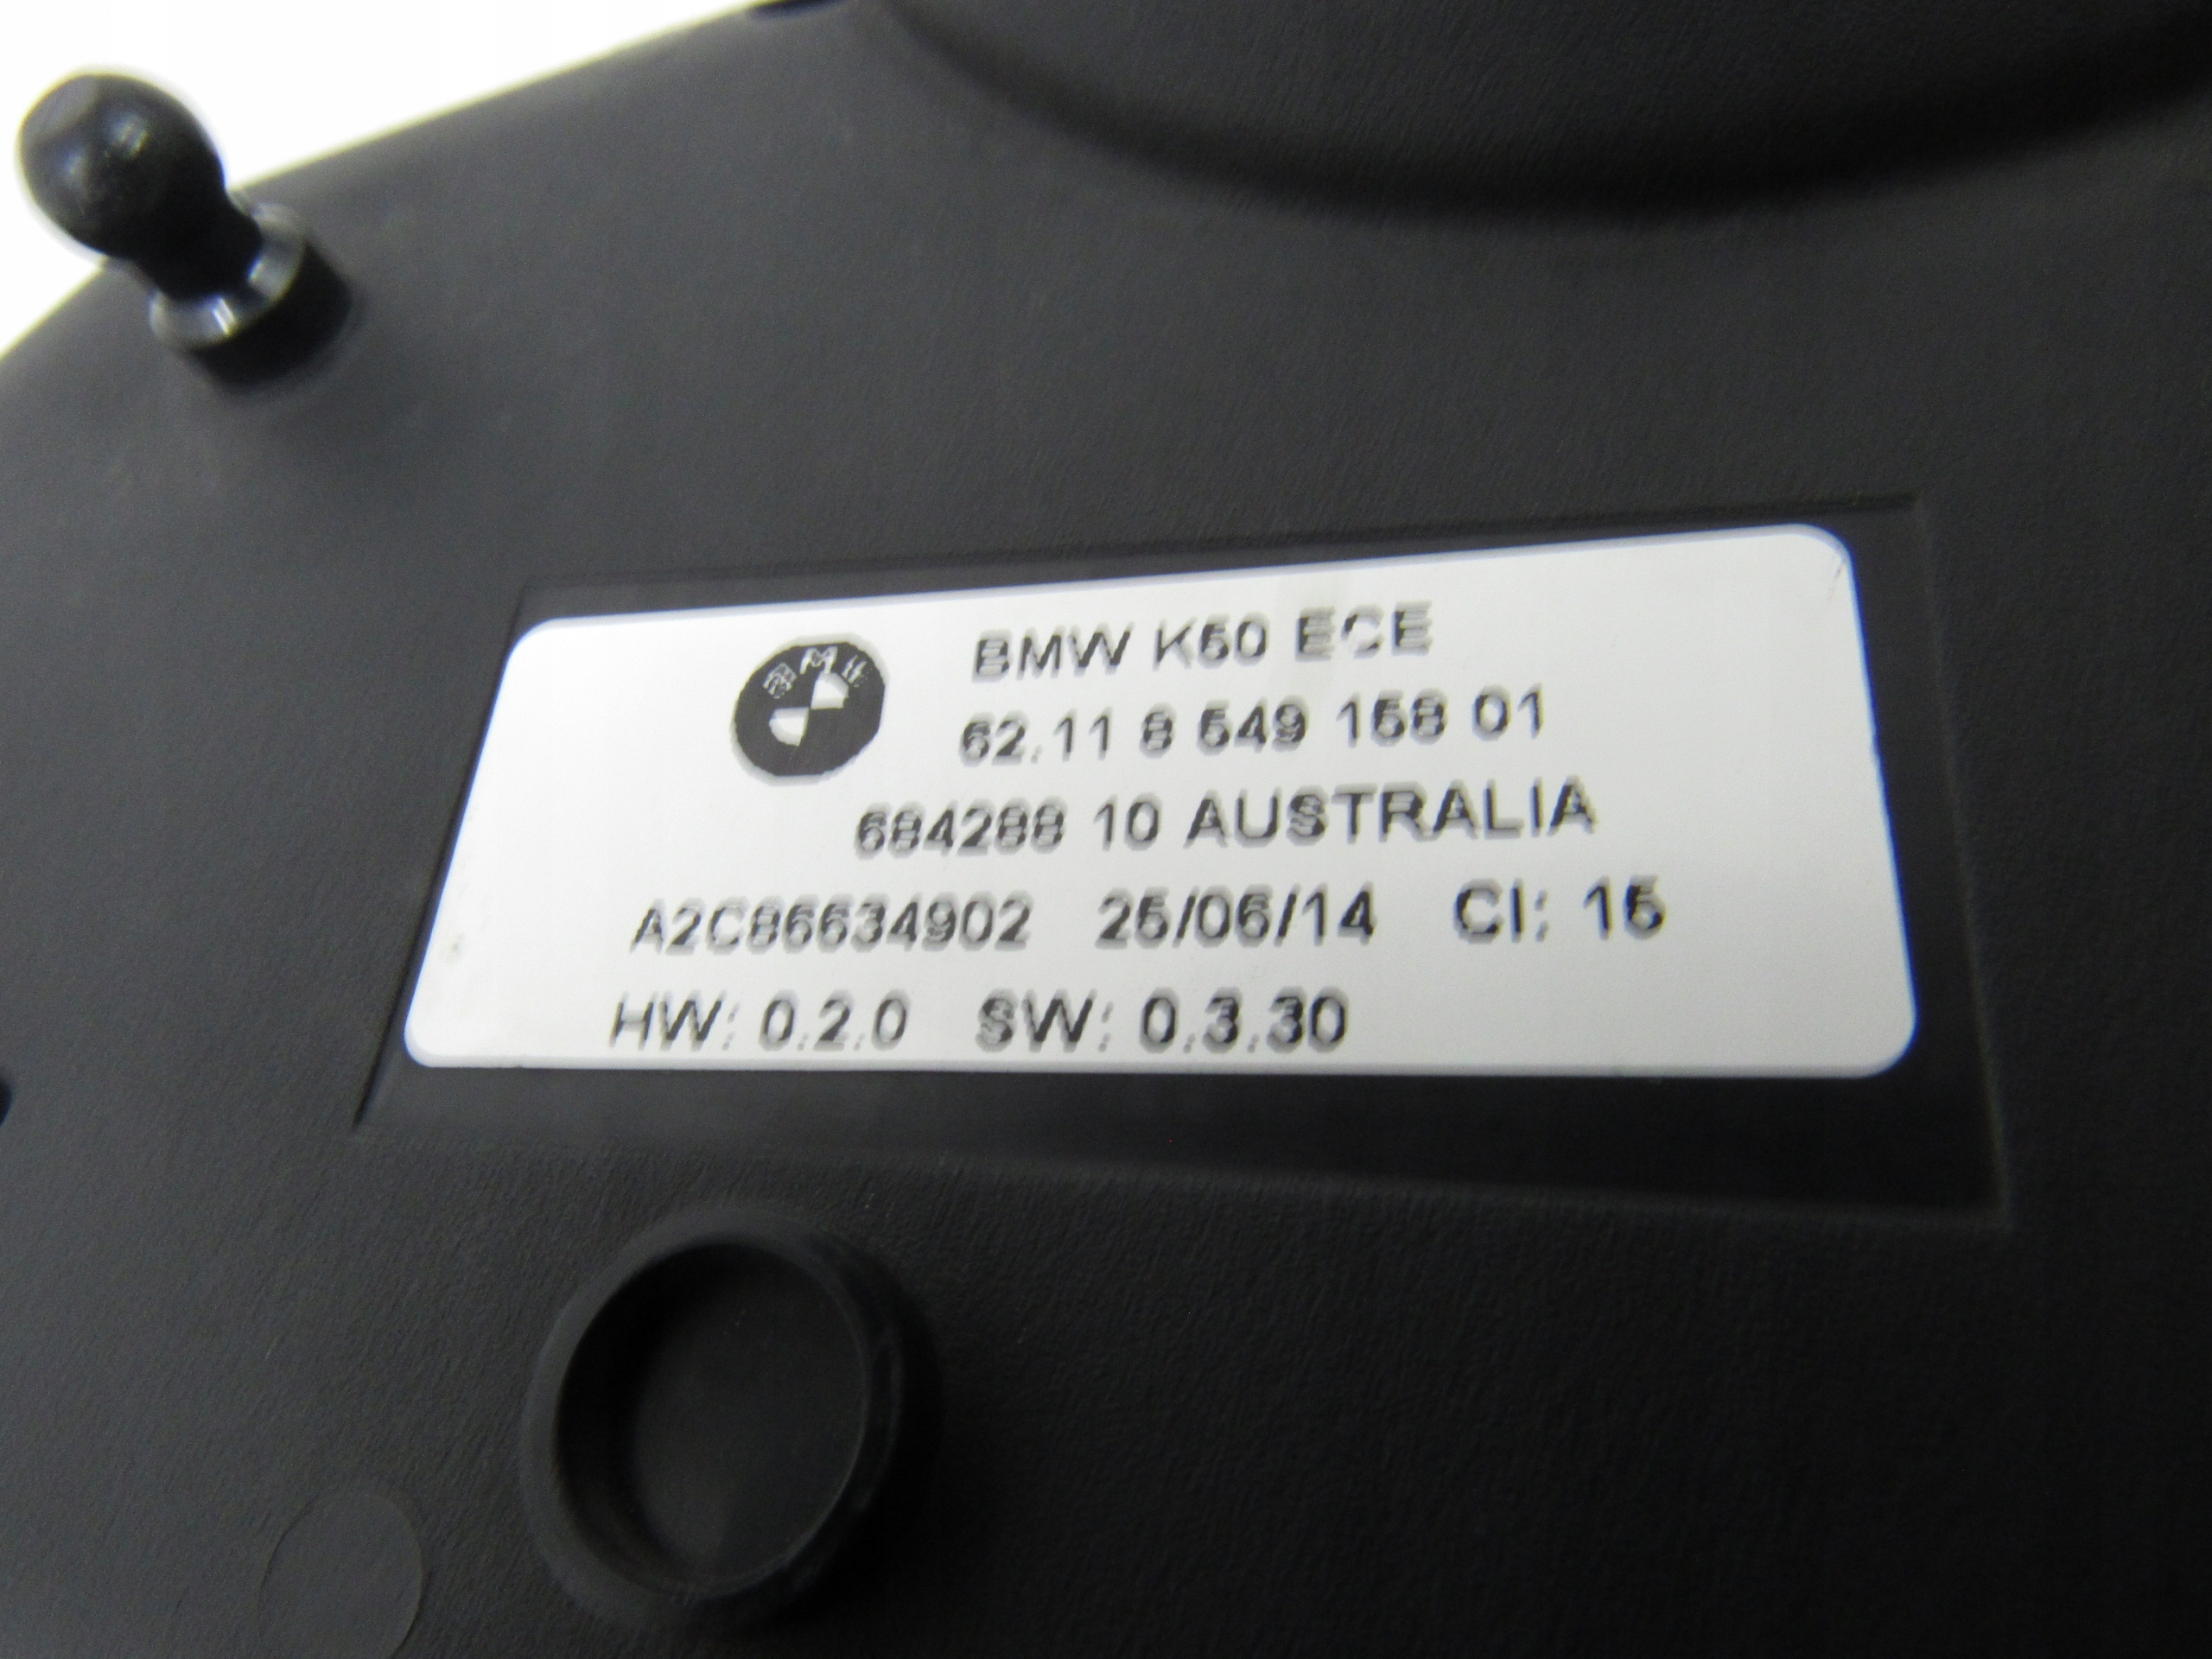 BMW
BMW K50 ECE
62.11 8 549 158 01
684288 10 AUSTRALIA
A2C86634902 25/06/14 CI: 15
HW: 0.2.0 SW: 0.3.30